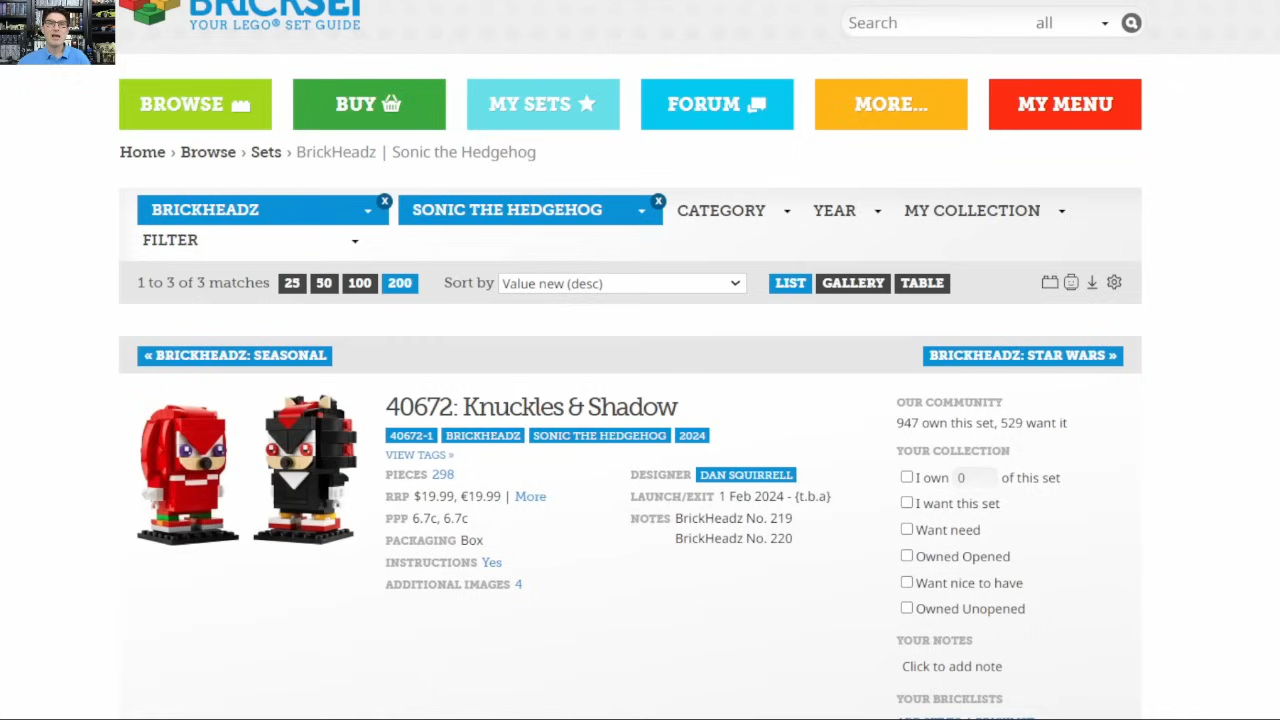 BRICKSET
YOUR LEGO® SET GUIDE
Search all
BROWSE BUY MY SETS FORUM MORE... MY MENU
Home › Browse › Sets › BrickHeadz | Sonic the Hedgehog
BRICKHEADZ x SONIC THE HEDGEHOG x CATEGORY YEAR MY COLLECTION
FILTER
1 to 3 of 3 matches 25 50 100 200 Sort by Value new (desc) LIST GALLERY TABLE
« BRICKHEADZ: SEASONAL BRICKHEADZ: STAR WARS »
40672: Knuckles & Shadow
40672-1 BRICKHEADZ SONIC THE HEDGEHOG 2024
VIEW TAGS »
PIECES 298
RRP $19.99, €19.99 | More
PPP 6.7c, 6.7c
PACKAGING Box
INSTRUCTIONS Yes
ADDITIONAL IMAGES 4
DESIGNER DAN SQUIRRELL
LAUNCH/EXIT 1 Feb 2024 - {t.b.a}
NOTES BrickHeadz No. 219
BrickHeadz No. 220
OUR COMMUNITY
947 own this set, 529 want it
YOUR COLLECTION
I own 0 of this set
I want this set
Want need
Owned Opened
Want nice to have
Owned Unopened
YOUR NOTES
Click to add note
YOUR BRICKLISTS